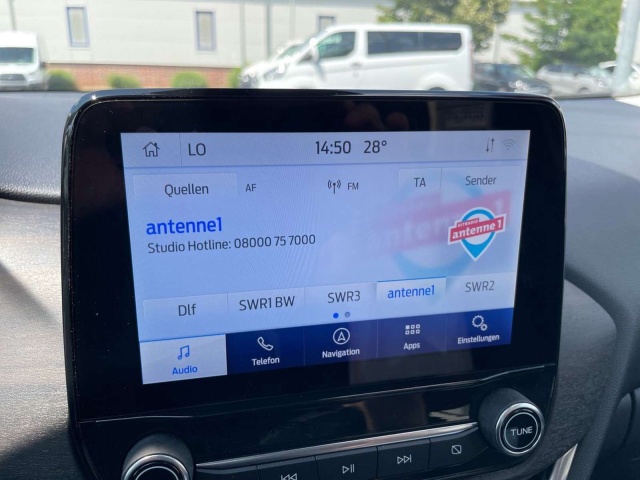 LO 14:50 28°
Quellen AF FM TA Sender
antenne1
Studio Hotline: 08000 75 7000
HITRADIO
antenne 1
Dlf SWR1 BW SWR3 antenne1 SWR2
Audio Telefon Navigation Apps Einstellungen
TUNE